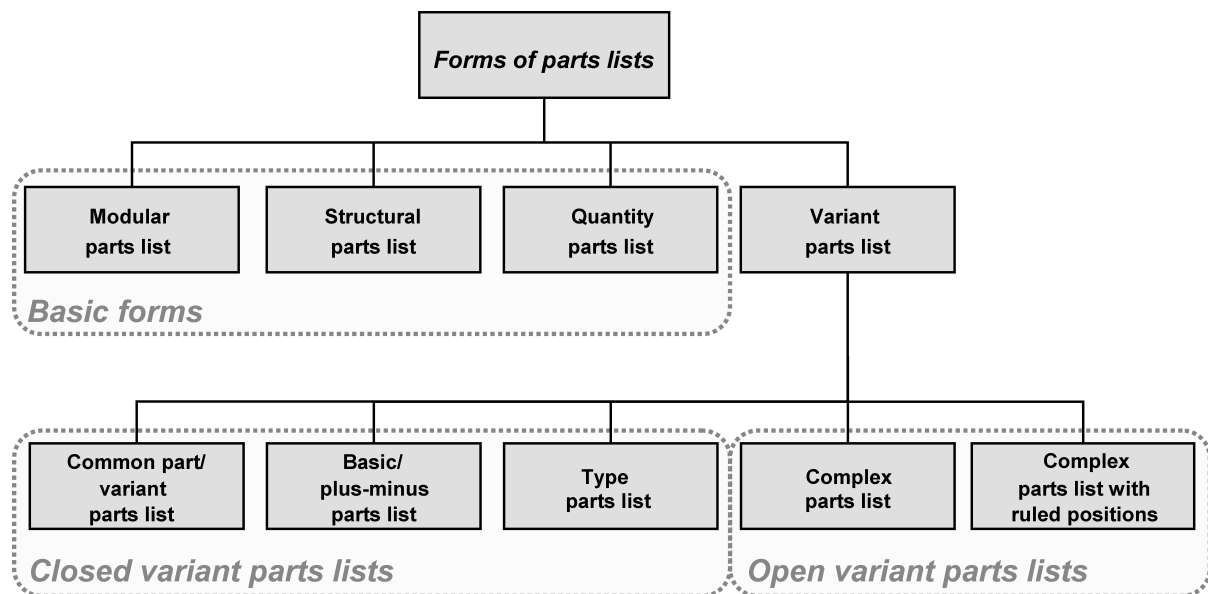 Forms of parts lists
Modular
parts list
Structural
parts list
Quantity
parts list
Variant
parts list
Basic forms
Common part/
variant
parts list
Basic/
plus-minus
parts list
Type
parts list
Complex
parts list
Complex
parts list with
ruled positions
Closed variant parts lists
Open variant parts lists